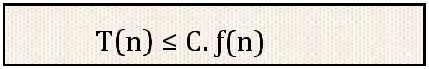 T(n) ≤ C. ƒ(n)